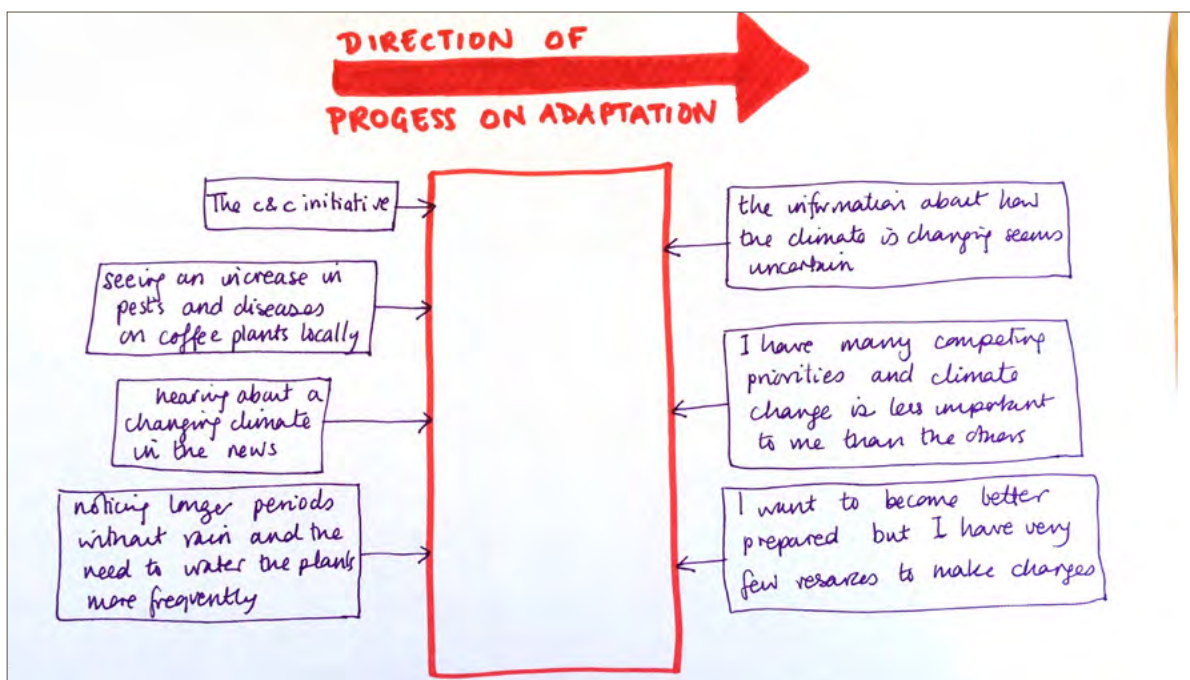 DIRECTION OF
PROGESS ON ADAPTATION
The c&c initiative
seeing an increase in
pests and diseases
on coffee plants locally
hearing about a
changing climate
in the news
noticing longer periods
without rain and the
need to water the plants
more frequently
the information about how
the climate is changing seems
uncertain
I have many competing
priorities and climate
change is less important
to me than the others
I want to become better
prepared but I have very
few resources to make changes